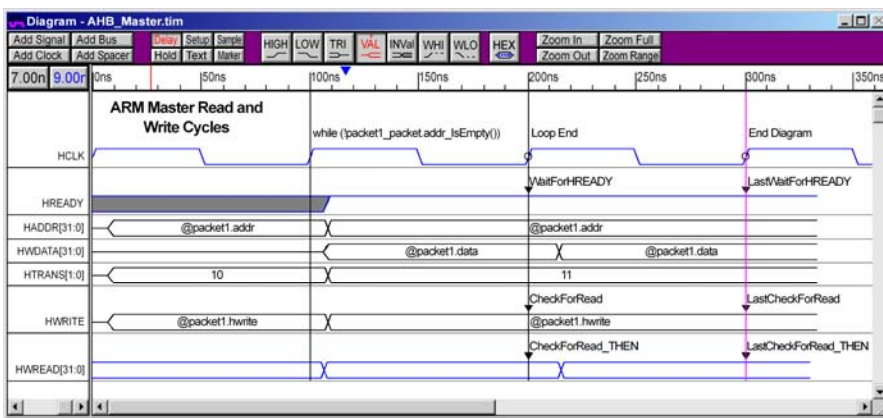 Diagram - AHB_Master.tim
Add Signal Add Bus Delay Setup Sample HIGH LOW TRI VAL INVal WHI WLO HEX Zoom In Zoom Full
Add Clock Add Spacer Hold Text Marker Zoom Out Zoom Range
7.00n 9.00n 0ns 50ns 100ns 150ns 200ns 250ns 300ns 350ns
ARM Master Read and
Write Cycles
while (!packet1_packet.addr_IsEmpty()) Loop End End Diagram
HCLK
WaitForHREADY LastWaitForHREADY
HREADY
HADDR[31:0] @packet1.addr @packet1.addr
HWDATA[31:0] @packet1.data @packet1.data
HTRANS[1:0] 10 11
CheckForRead LastCheckForRead
HWRITE @packet1.hwrite @packet1.hwrite
CheckForRead_THEN LastCheckForRead_THEN
HWREAD[31:0]